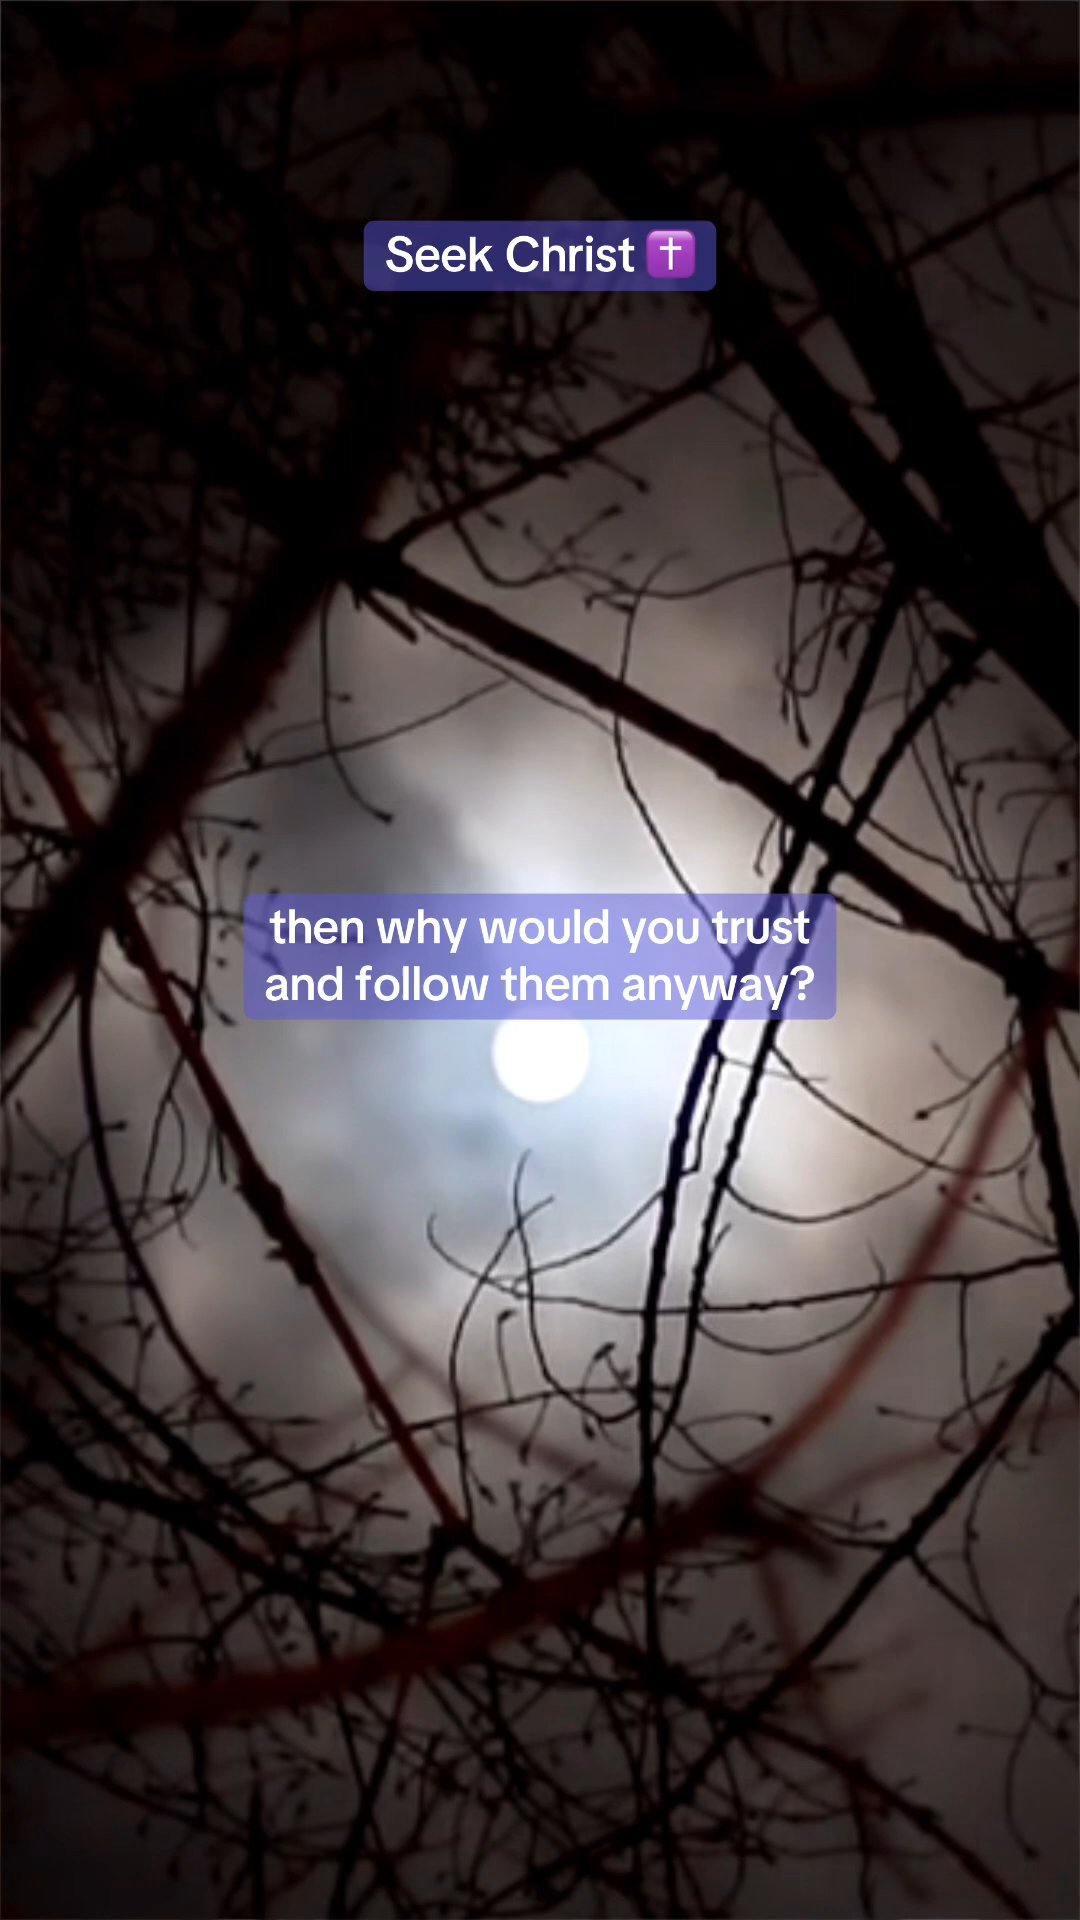 Seek Christ ✝️
then why would you trust
and follow them anyway?